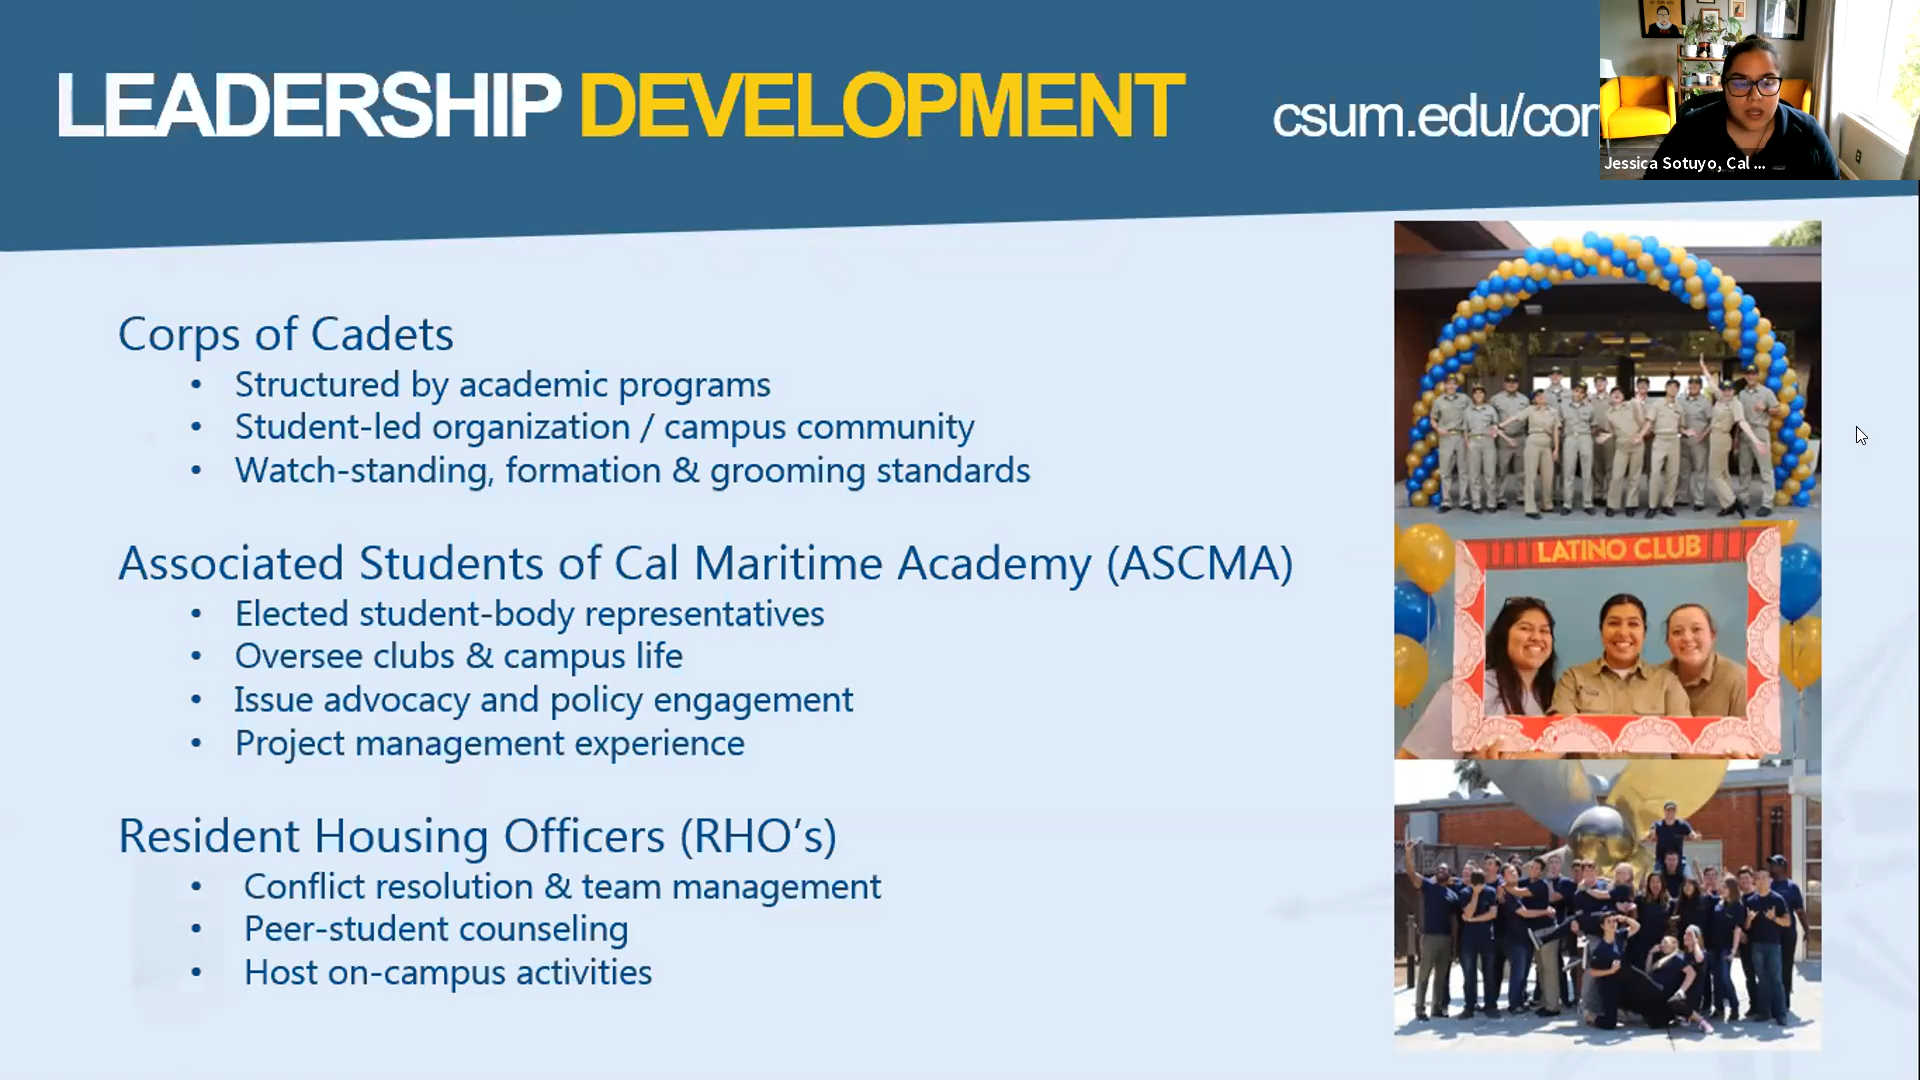 LEADERSHIP DEVELOPMENT
csum.edu/cor
Jessica Sotuyo, Cal ...
Corps of Cadets
• Structured by academic programs
• Student-led organization / campus community
• Watch-standing, formation & grooming standards
Associated Students of Cal Maritime Academy (ASCMA)
• Elected student-body representatives
• Oversee clubs & campus life
• Issue advocacy and policy engagement
• Project management experience
LATINO CLUB
Resident Housing Officers (RHO's)
• Conflict resolution & team management
• Peer-student counseling
• Host on-campus activities